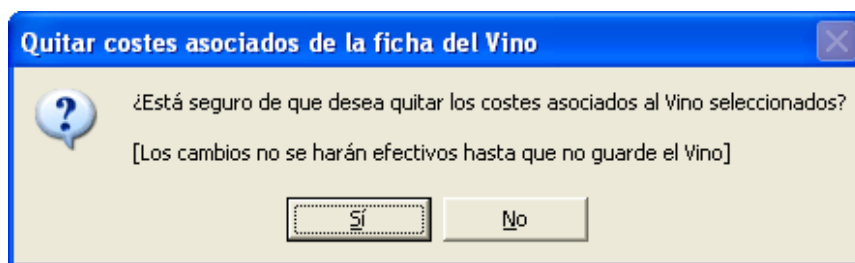 Quitar costes asociados de la ficha del Vino
¿Está seguro de que desea quitar los costes asociados al Vino seleccionados?
[Los cambios no se harán efectivos hasta que no guarde el Vino]
Sí
No